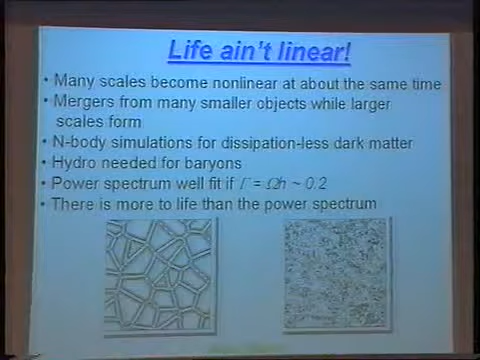 Life ain't linear!
• Many scales become nonlinear at about the same time
• Mergers from many smaller objects while larger
scales form
• N-body simulations for dissipation-less dark matter
• Hydro needed for baryons
• Power spectrum well fit if Γ = Ωh ~ 0.2
• There is more to life than the power spectrum